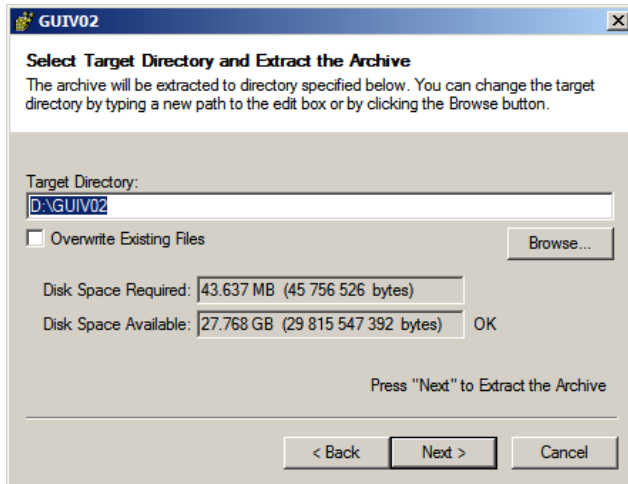 GUIV02
Select Target Directory and Extract the Archive
The archive will be extracted to directory specified below. You can change the target
directory by typing a new path to the edit box or by clicking the Browse button.
Target Directory:
D:\GUIV02
Overwrite Existing Files
Browse...
Disk Space Required: 43.637 MB (45 756 526 bytes)
Disk Space Available: 27.768 GB (29 815 547 392 bytes) OK
Press "Next" to Extract the Archive
< Back Next > Cancel